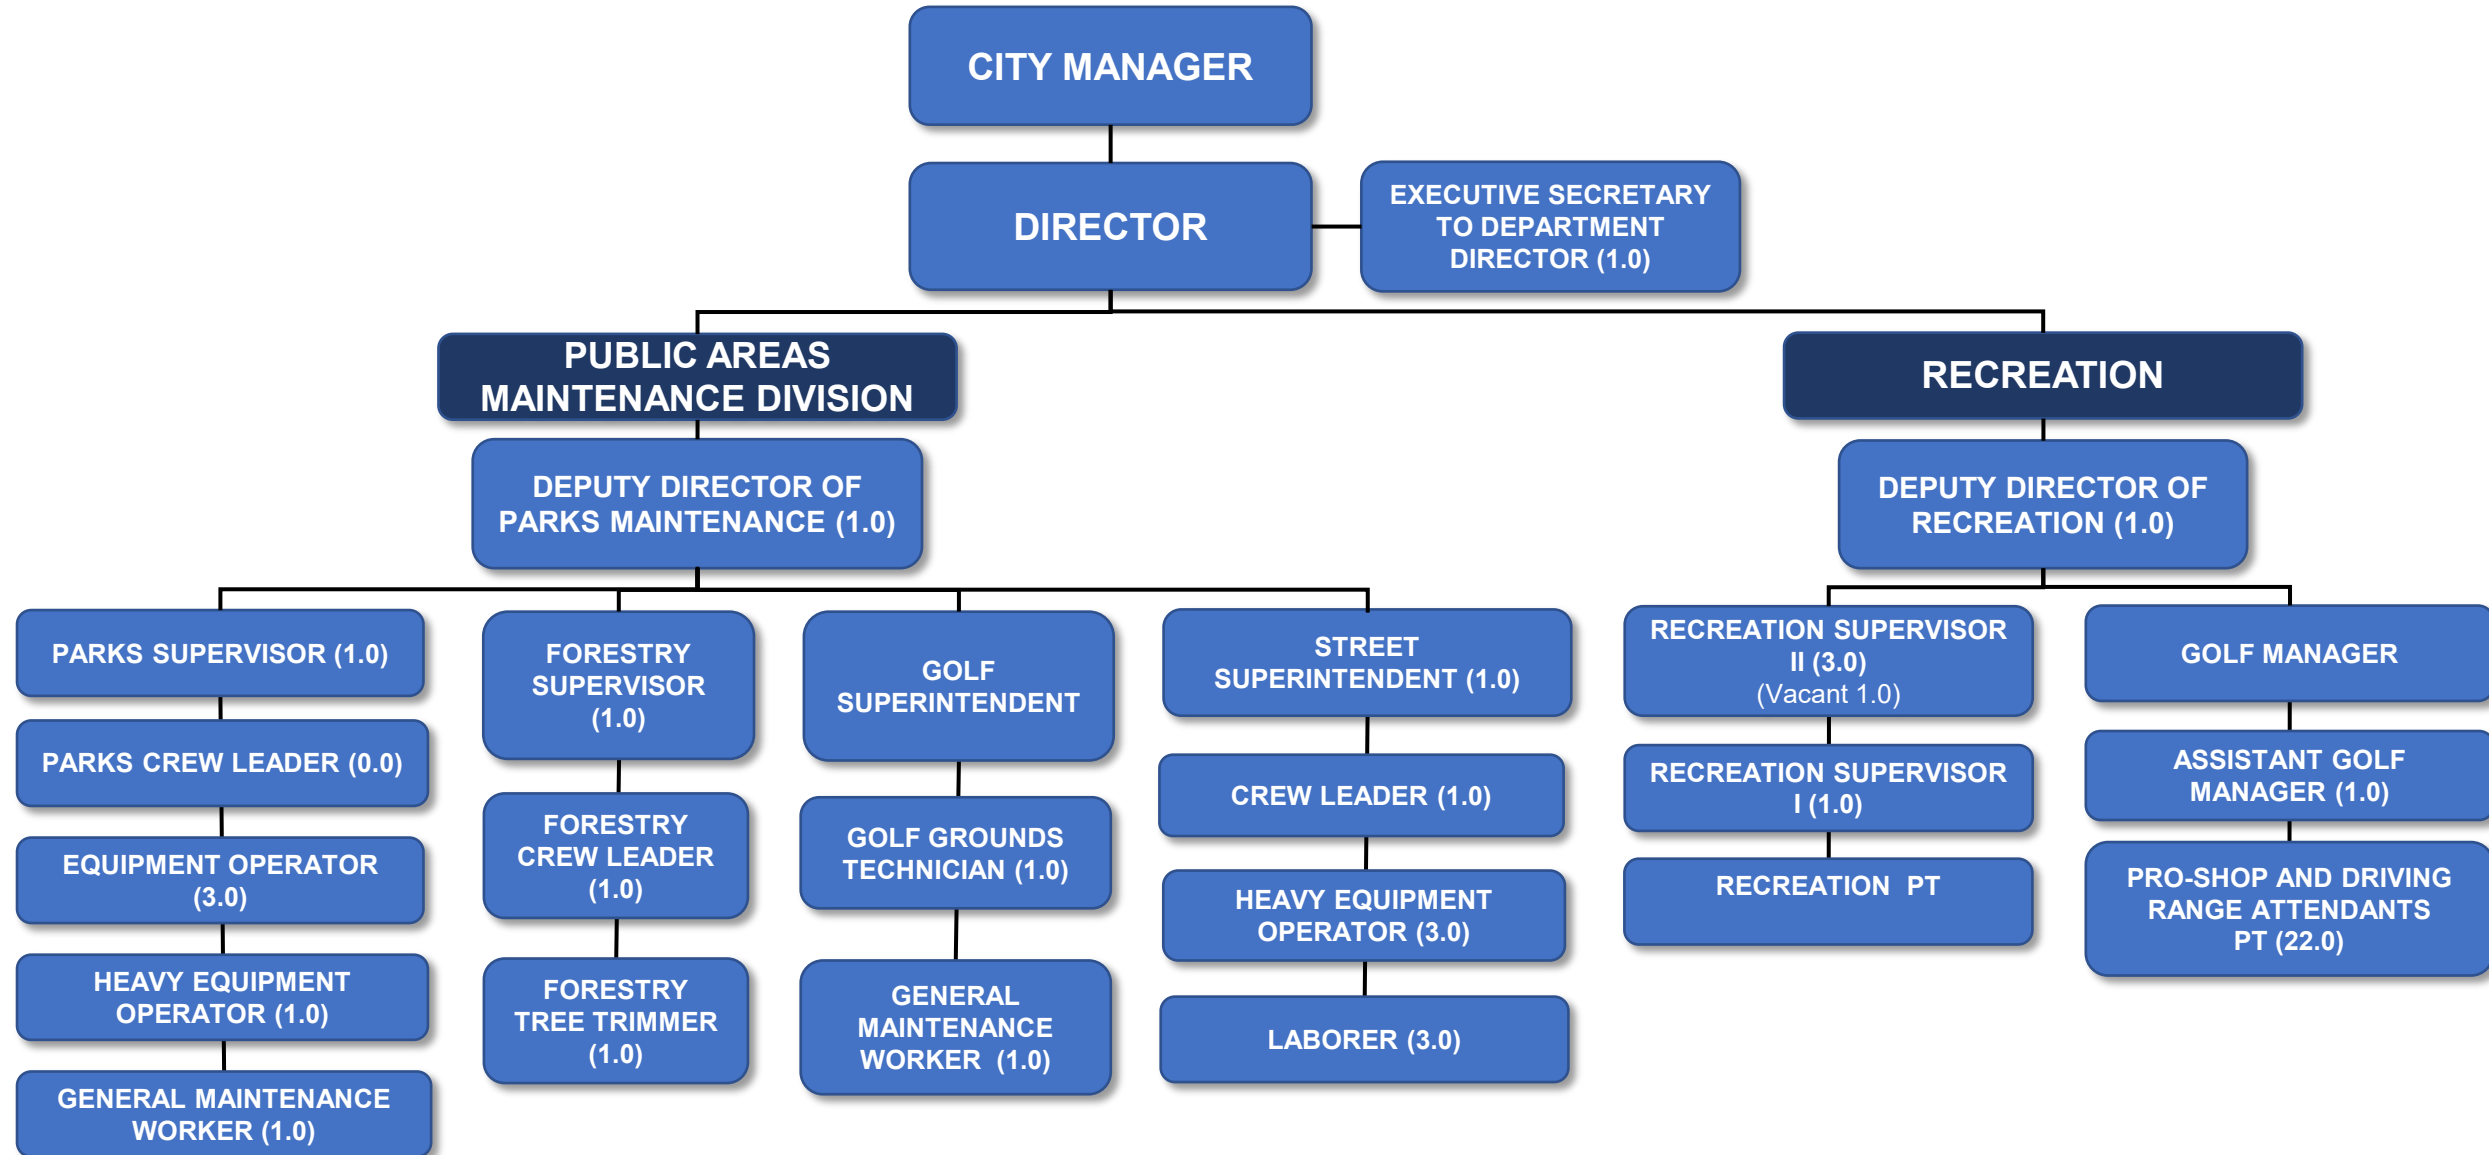 CITY MANAGER
DIRECTOR
EXECUTIVE SECRETARY
TO DEPARTMENT
DIRECTOR (1.0)
PUBLIC AREAS
MAINTENANCE DIVISION
RECREATION
DEPUTY DIRECTOR OF
PARKS MAINTENANCE (1.0)
DEPUTY DIRECTOR OF
RECREATION (1.0)
PARKS SUPERVISOR (1.0)
PARKS CREW LEADER (0.0)
EQUIPMENT OPERATOR
(3.0)
HEAVY EQUIPMENT
OPERATOR (1.0)
GENERAL MAINTENANCE
WORKER (1.0)
FORESTRY
SUPERVISOR
(1.0)
FORESTRY
CREW LEADER
(1.0)
FORESTRY
TREE TRIMMER
(1.0)
GOLF
SUPERINTENDENT
GOLF GROUNDS
TECHNICIAN (1.0)
GENERAL
MAINTENANCE
WORKER (1.0)
STREET
SUPERINTENDENT (1.0)
CREW LEADER (1.0)
HEAVY EQUIPMENT
OPERATOR (3.0)
LABORER (3.0)
RECREATION SUPERVISOR
II (3.0)
(Vacant 1.0)
RECREATION SUPERVISOR
I (1.0)
RECREATION PT
GOLF MANAGER
ASSISTANT GOLF
MANAGER (1.0)
PRO-SHOP AND DRIVING
RANGE ATTENDANTS
PT (22.0)